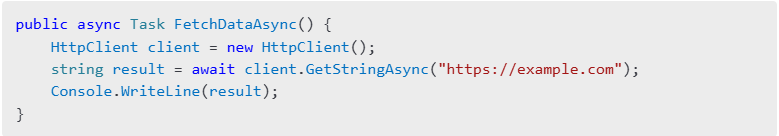 public async Task FetchDataAsync() {
    HttpClient client = new HttpClient();
    string result = await client.GetStringAsync("https://example.com");
    Console.WriteLine(result);
}